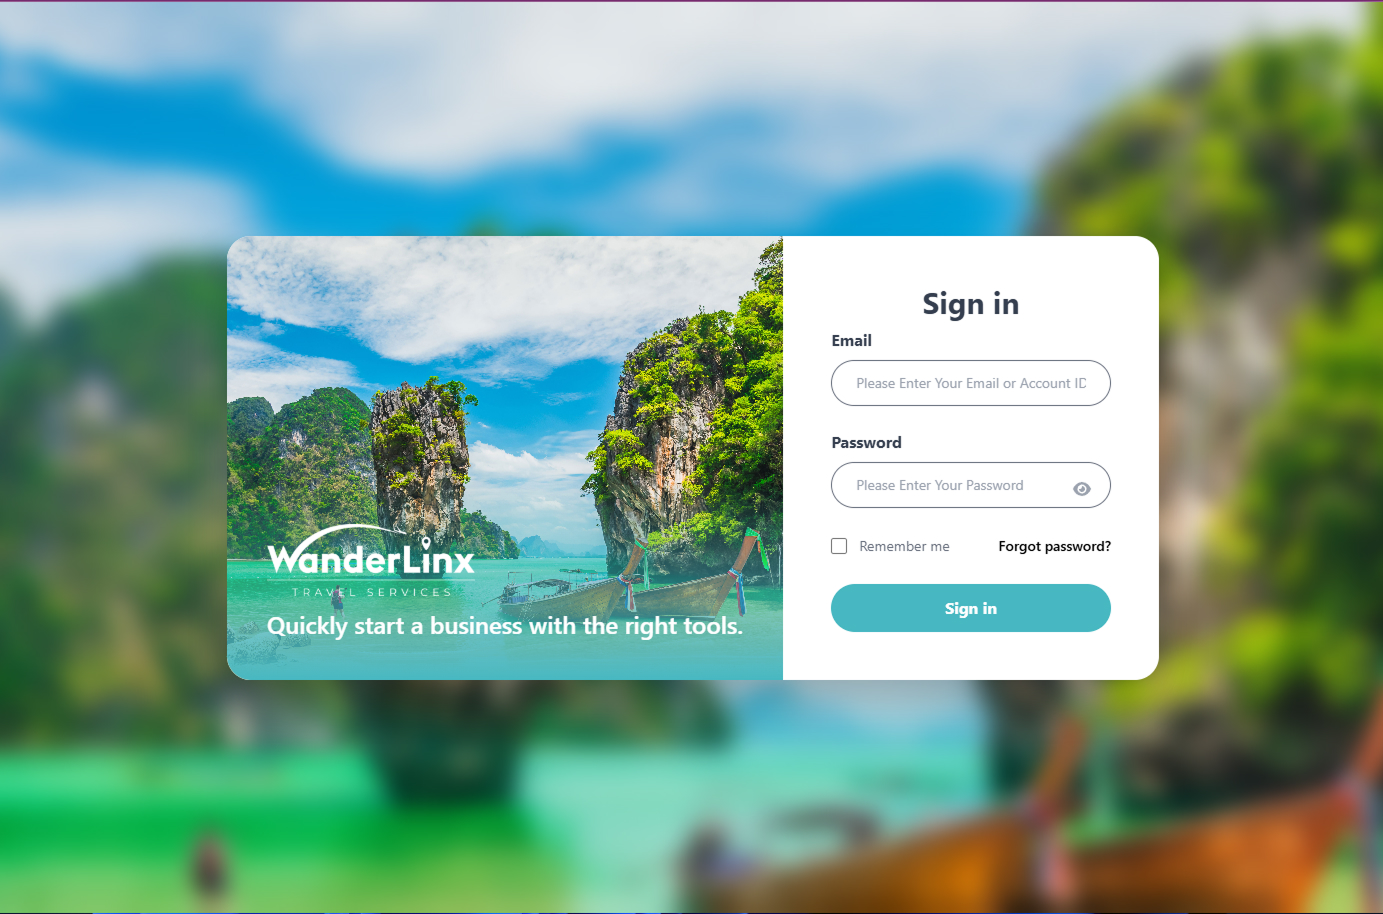 WanderLinx
TRAVEL SERVICES
Quickly start a business with the right tools.
Sign in
Email
Please Enter Your Email or Account ID
Password
Please Enter Your Password
Remember me
Forgot password?
Sign in